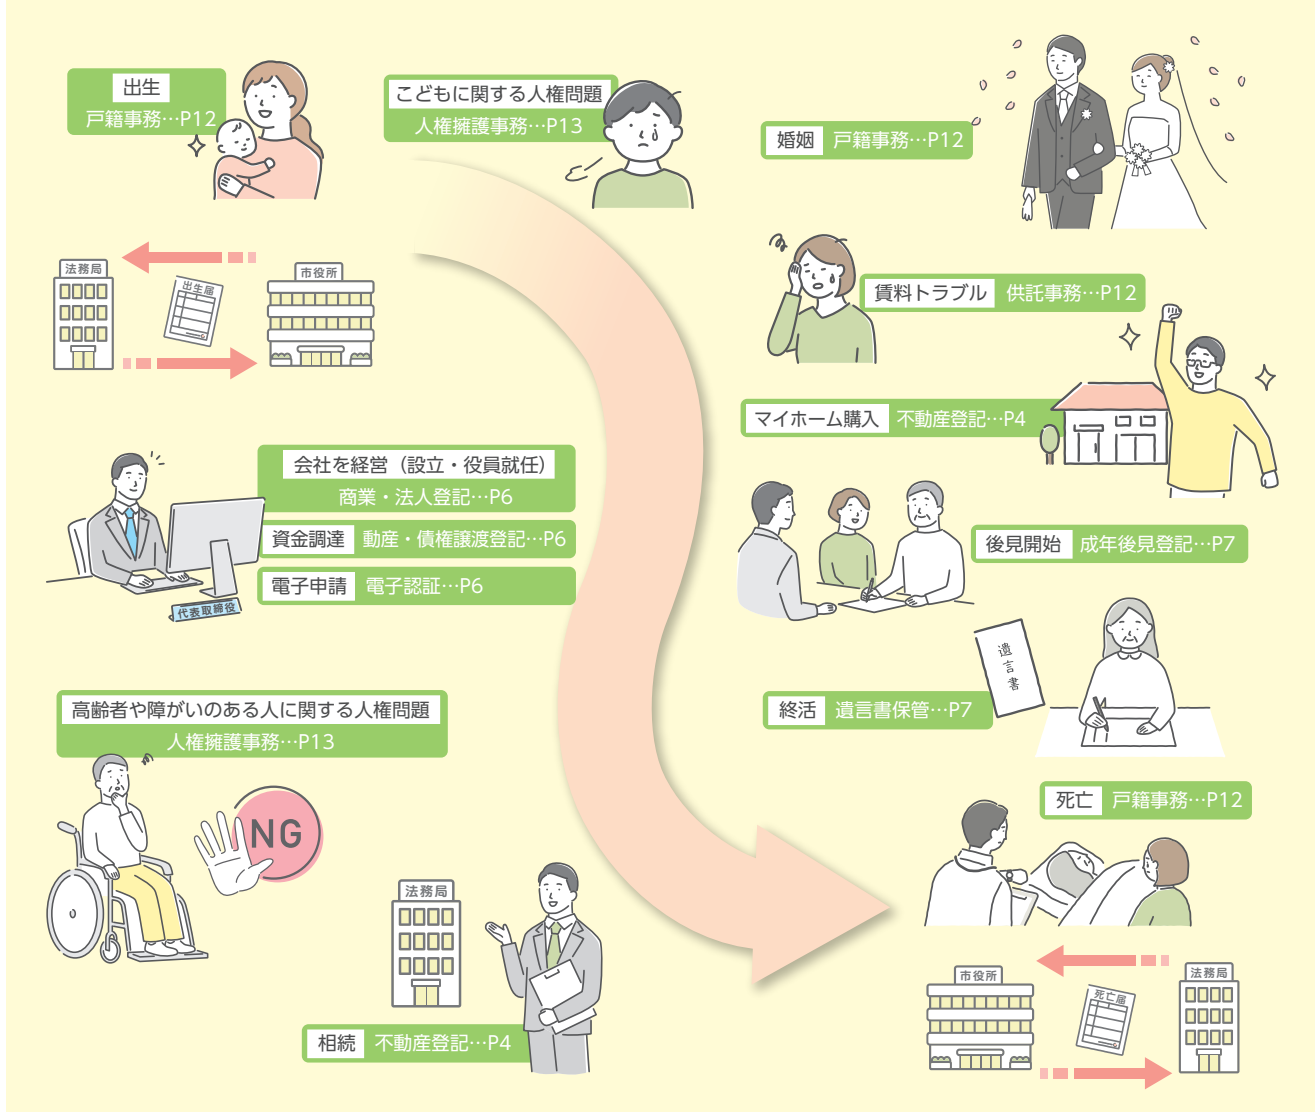 出生
戸籍事務…P12
こどもに関する人権問題
人権擁護事務…P13
婚姻 戸籍事務…P12
法務局
出生届
市役所
賃料トラブル 供託事務…P12
マイホーム購入 不動産登記…P4
会社を経営（設立・役員就任）
商業・法人登記…P6
資金調達 動産・債権譲渡登記…P6
電子申請 電子認証…P6
代表取締役
後見開始 成年後見登記…P7
遺言書
終活 遺言書保管…P7
高齢者や障がいのある人に関する人権問題
人権擁護事務…P13
NG
死亡 戸籍事務…P12
法務局
相続 不動産登記…P4
市役所
死亡届
法務局